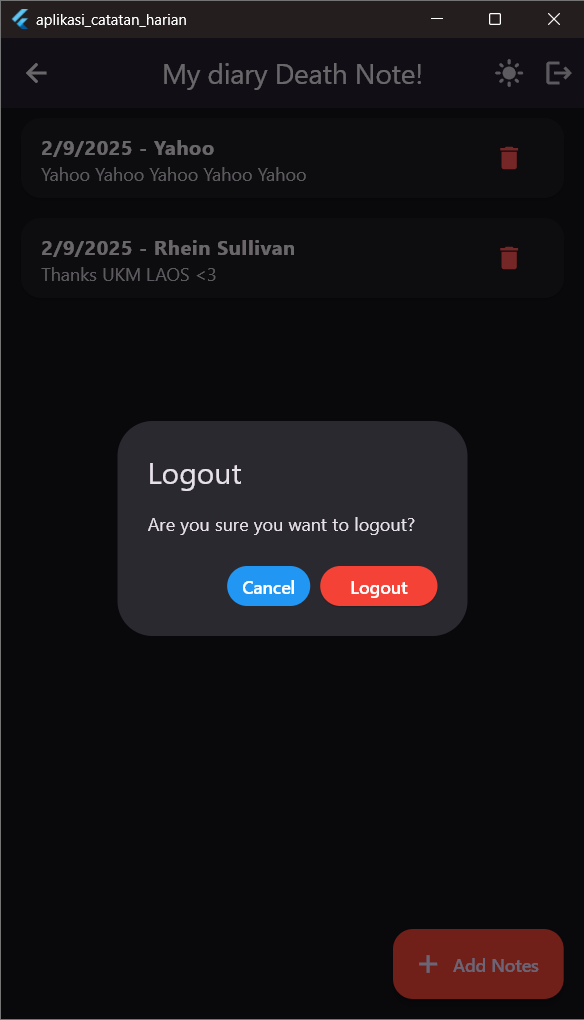 aplikasi_catatan_harian
My diary Death Note!
2/9/2025 - Yahoo
Yahoo Yahoo Yahoo Yahoo Yahoo
2/9/2025 - Rhein Sullivan
Thanks UKM LAOS <3
Logout
Are you sure you want to logout?
Cancel
Logout
Add Notes